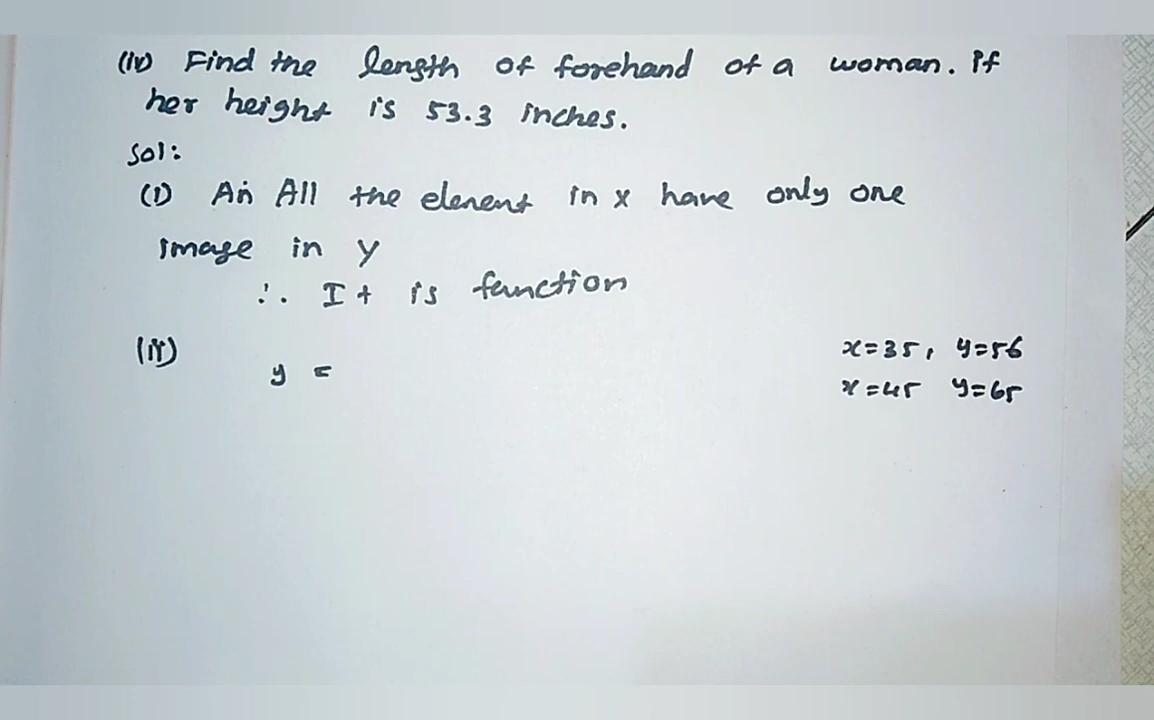 (iv) Find the length of forehand of a woman. if
her height is 53.3 inches.
Sol:
(i) An All the elenent in x have only one
image in y
∴ It is function
(ii)
y =
x=35, y=56
x=45 y=65